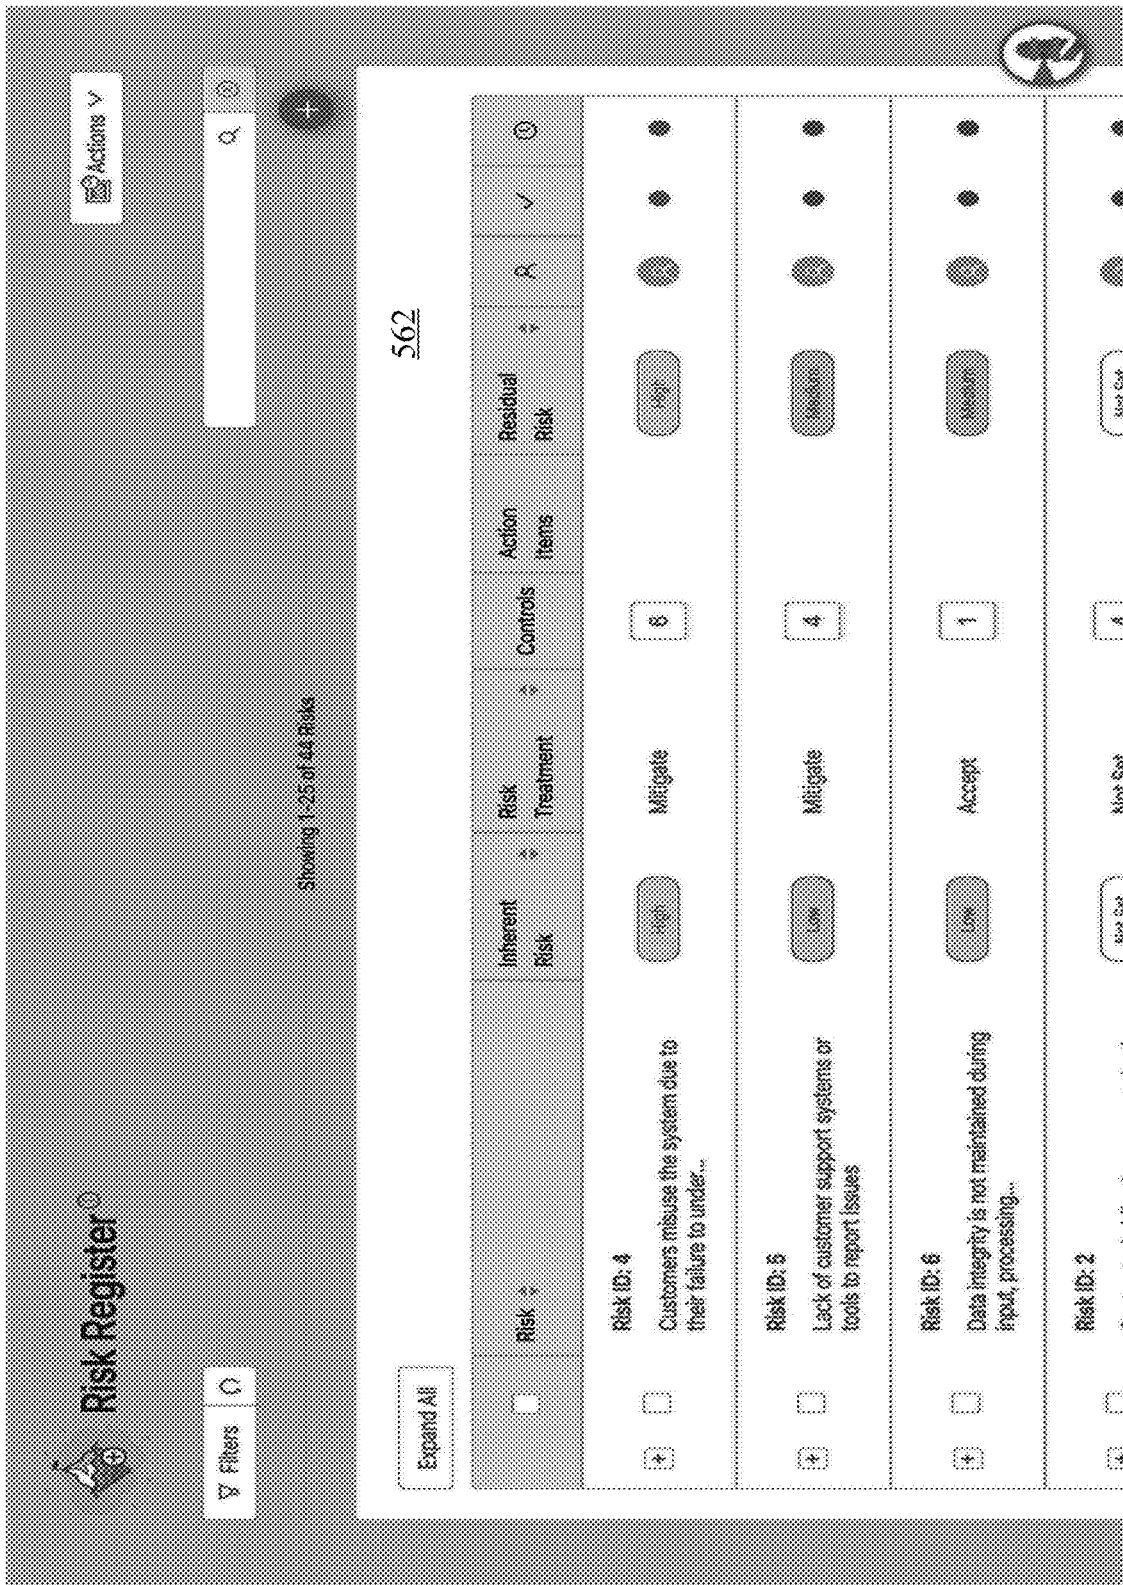 Risk Register
Actions
Filters
Showing 1-25 of 44 Risks
Expand All
562
Risk
Inherent
Risk
Risk
Treatment
Controls
Action
Items
Residual
Risk
Risk ID: 4
Customers misuse the system due to
their failure to under...
High
Mitigate
6
High
Risk ID: 5
Lack of customer support systems or
tools to report issues
Low
Mitigate
4
Medium
Risk ID: 6
Data integrity is not maintained during
input, processing...
Low
Accept
1
Medium
Risk ID: 2
Not Set
Not Set
Not Set